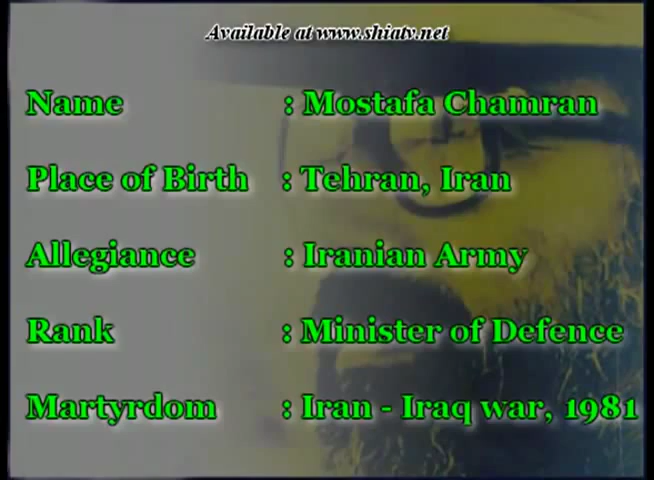 Available at www.shiatv.net
Name : Mostafa Chamran
Place of Birth : Tehran, Iran
Allegiance : Iranian Army
Rank : Minister of Defence
Martyrdom : Iran - Iraq war, 1981